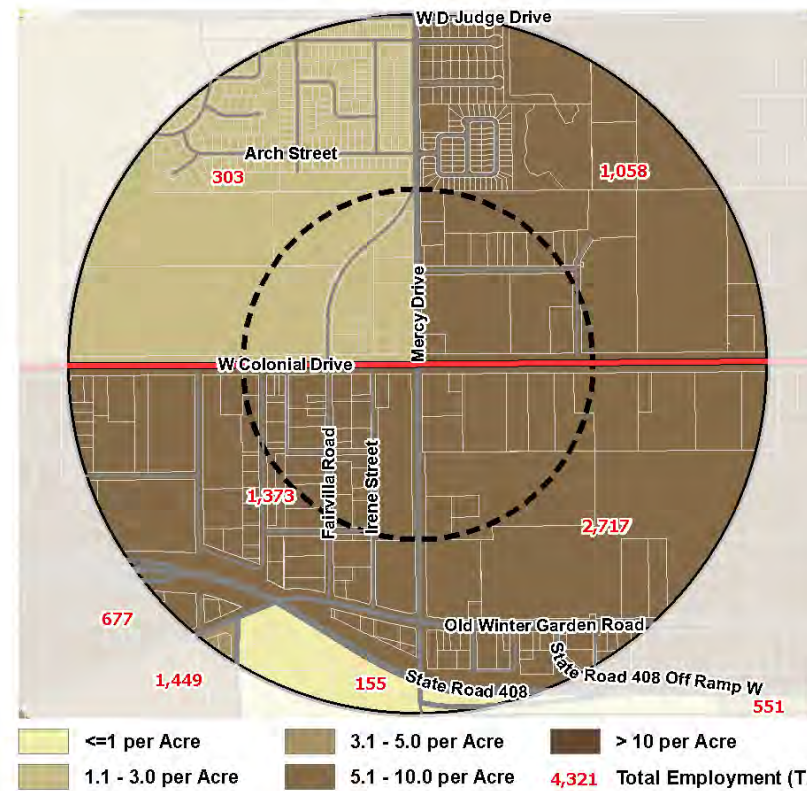 W D Judge Drive
Arch Street
303
1,058
Mercy Drive
W Colonial Drive
Fairvilla Road
Irene Street
1,373
2,717
677
Old Winter Garden Road
1,449
155
State Road 408
State Road 408 Off Ramp W
551
<=1 per Acre
3.1 - 5.0 per Acre
> 10 per Acre
1.1 - 3.0 per Acre
5.1 - 10.0 per Acre
4,321 Total Employment (T